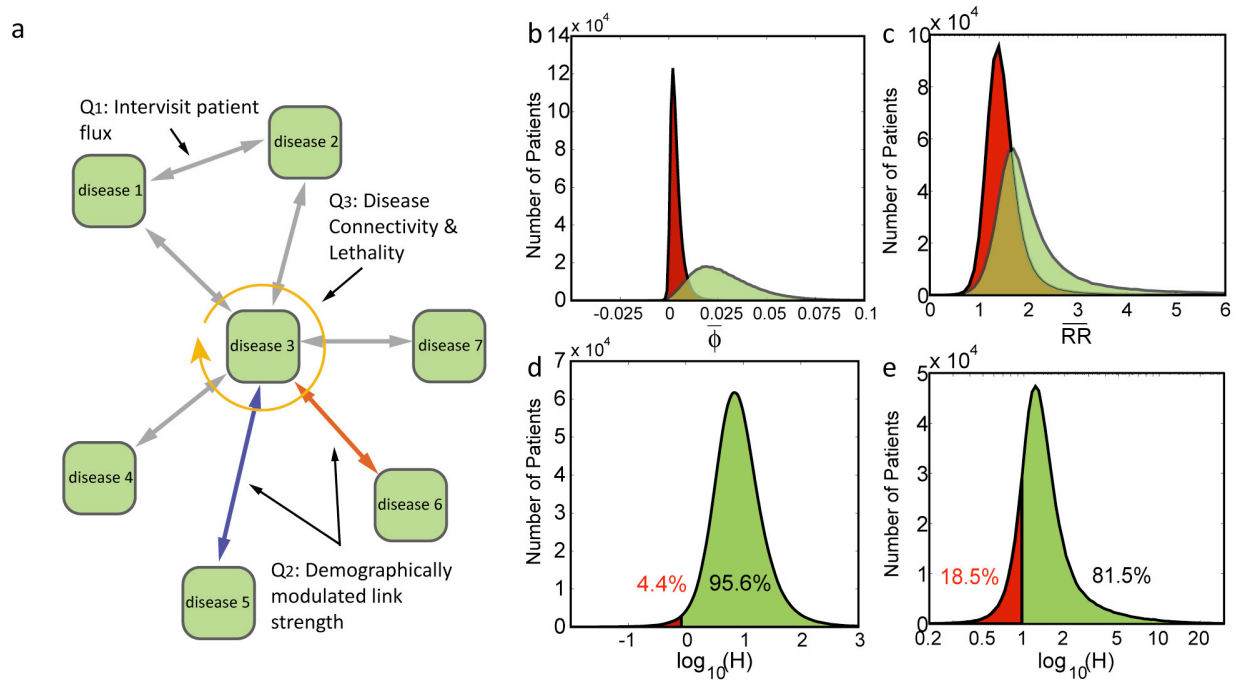 a
Q1: Intervisit patient
flux
disease 1
disease 2
Q3: Disease
Connectivity &
Lethality
disease 3
disease 7
disease 4
disease 6
disease 5
Q2: Demographically
modulated link
strength
b
x 10^4
14
12
10
8
6
4
2
0
Number of Patients
-0.025 0 0.025 0.05 0.075 0.1
ϕ̅
c
x 10^4
10
8
6
4
2
0
Number of Patients
0 1 2 3 4 5 6
R̅R̅
d
x 10^4
7
6
5
4
3
2
1
0
Number of Patients
4.4% 95.6%
-1 0 1 2 3
log10(H)
e
x 10^4
5
4
3
2
1
0
Number of Patients
18.5% 81.5%
0.2 0.5 1 2 5 10 20
log10(H)